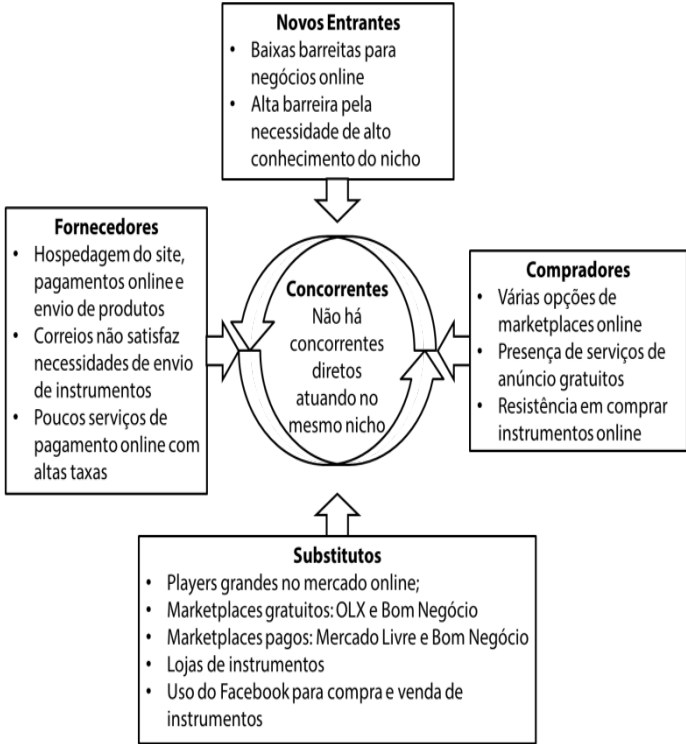 Novos Entrantes
• Baixas barreitas para
negócios online
• Alta barreira pela
necessidade de alto
conhecimento do nicho
Fornecedores
• Hospedagem do site,
pagamentos online e
envio de produtos
• Correios não satisfaz
necessidades de envio
de instrumentos
• Poucos serviços de
pagamento online com
altas taxas
Concorrentes
Não há
concorrentes
diretos
atuando no
mesmo nicho
Compradores
• Várias opções de
marketplaces online
• Presença de serviços de
anúncio gratuitos
• Resistência em comprar
instrumentos online
Substitutos
• Players grandes no mercado online;
• Marketplaces gratuitos: OLX e Bom Negócio
• Marketplaces pagos: Mercado Livre e Bom Negócio
• Lojas de instrumentos
• Uso do Facebook para compra e venda de
instrumentos